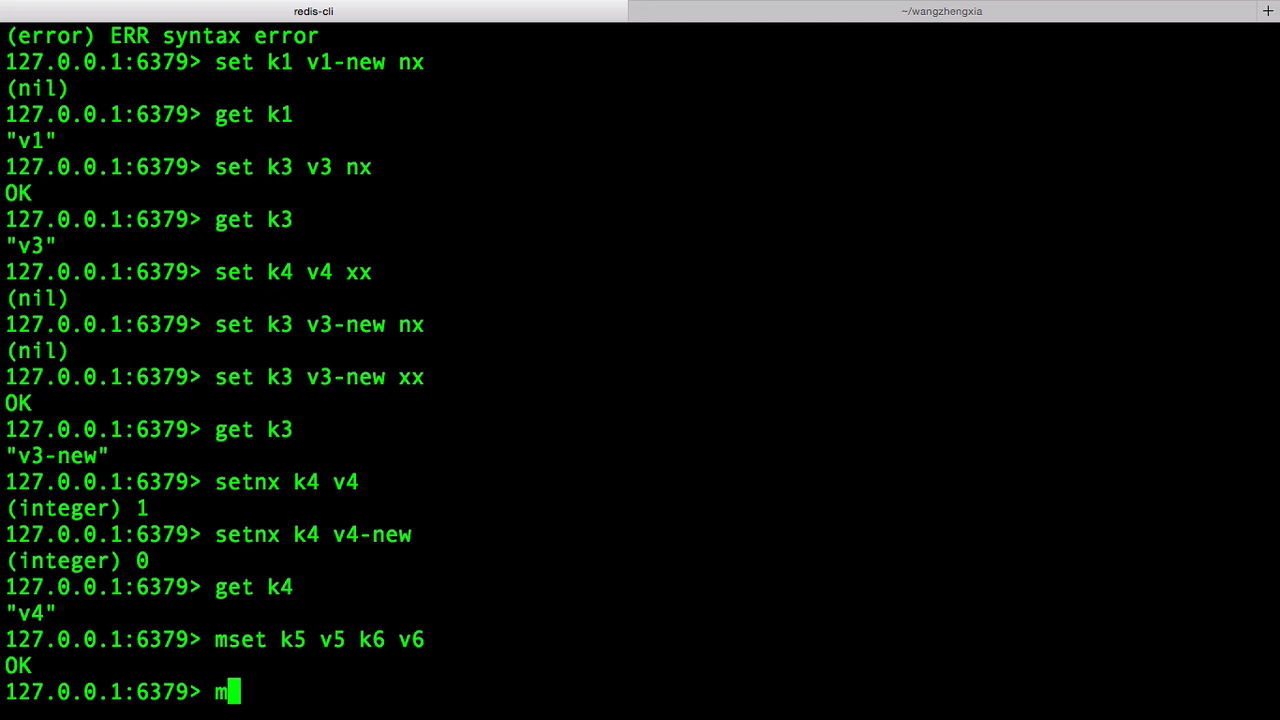 redis-cli
~/wangzhengxia
+
(error) ERR syntax error
127.0.0.1:6379> set k1 v1-new nx
(nil)
127.0.0.1:6379> get k1
"v1"
127.0.0.1:6379> set k3 v3 nx
OK
127.0.0.1:6379> get k3
"v3"
127.0.0.1:6379> set k4 v4 xx
(nil)
127.0.0.1:6379> set k3 v3-new nx
(nil)
127.0.0.1:6379> set k3 v3-new xx
OK
127.0.0.1:6379> get k3
"v3-new"
127.0.0.1:6379> setnx k4 v4
(integer) 1
127.0.0.1:6379> setnx k4 v4-new
(integer) 0
127.0.0.1:6379> get k4
"v4"
127.0.0.1:6379> mset k5 v5 k6 v6
OK
127.0.0.1:6379> m